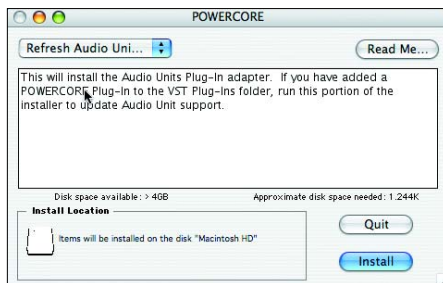 POWERCORE
Refresh Audio Uni...
Read Me...
This will install the Audio Units Plug-In adapter. If you have added a
POWERCORE Plug-In to the VST Plug-Ins folder, run this portion of the
installer to update Audio Unit support.
Disk space available: > 4GB
Approximate disk space needed: 1.244K
Install Location
Items will be installed on the disk "Macintosh HD"
Quit
Install